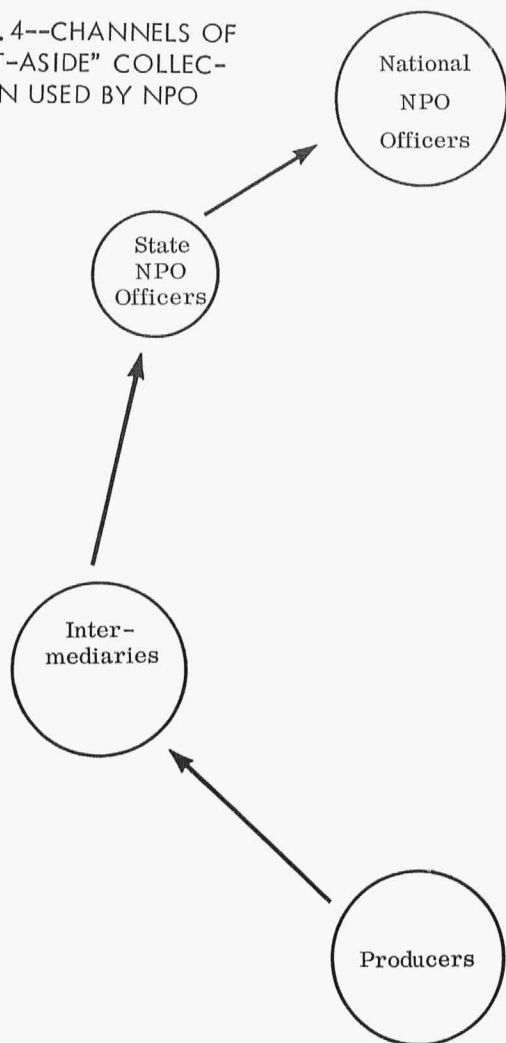 . 4--CHANNELS OF
T-ASIDE" COLLEC-
N USED BY NPO
National
NPO
Officers
State
NPO
Officers
Inter-
mediaries
Producers